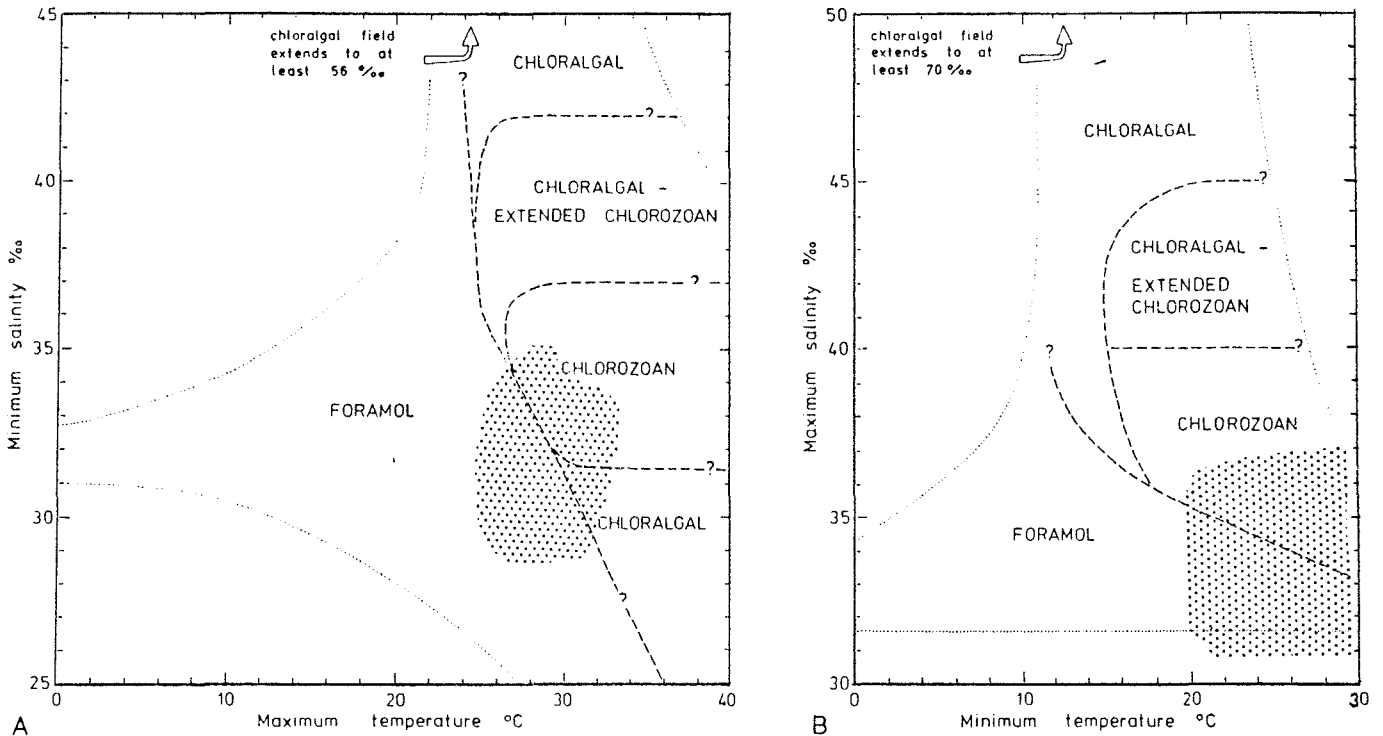 45
40
35
30
25
Minimum salinity ‰
chloralgal field
extends to at
least 56 ‰
CHLORALGAL
?
?
CHLORALGAL –
EXTENDED CHLOROZOAN
?
CHLOROZOAN
FORAMOL
?
CHLORALGAL
?
0 10 20 30 40
A
Maximum temperature °C
50
45
40
35
30
Maximum salinity ‰
chloralgal field
extends to at
least 70 ‰
CHLORALGAL
?
CHLORALGAL –
EXTENDED
CHLOROZOAN
?
?
CHLOROZOAN
FORAMOL
0 10 20 30
B
Minimum temperature °C